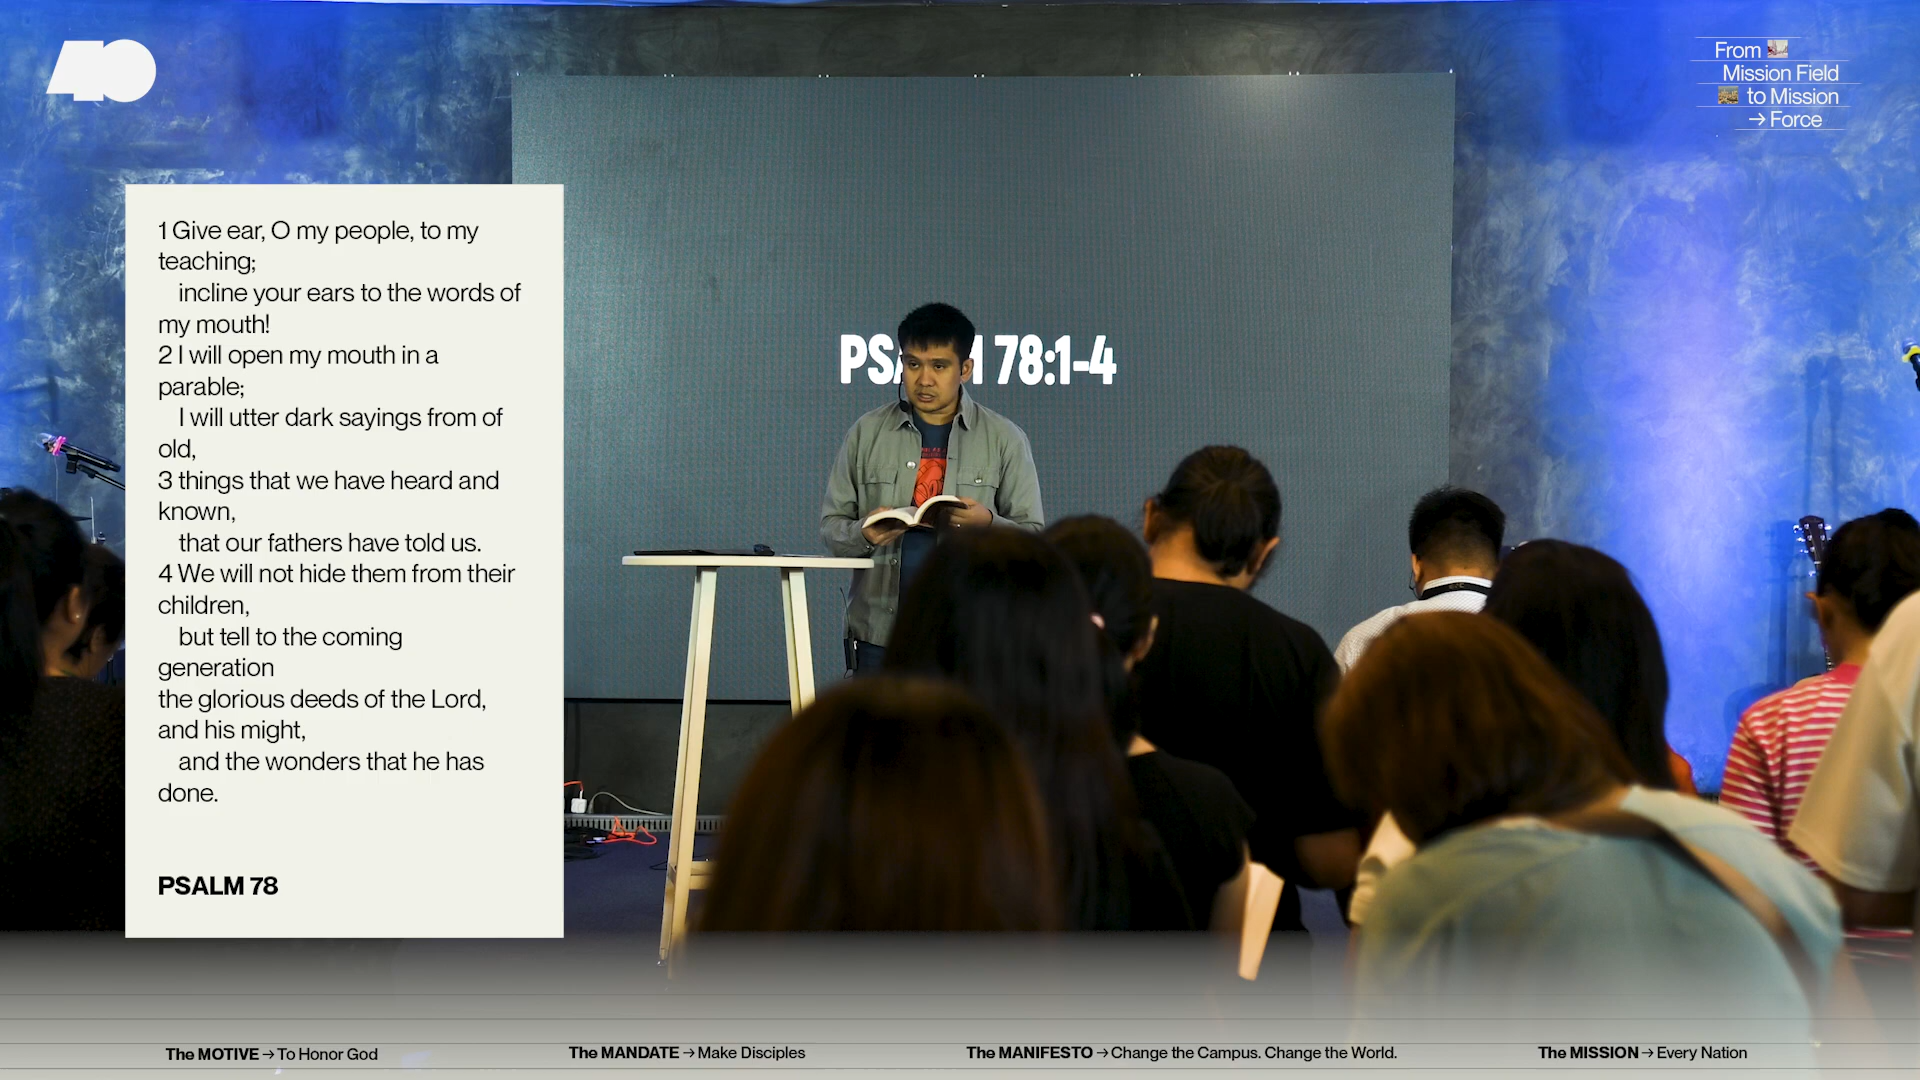 40
From
Mission Field
to Mission
→ Force
1 Give ear, O my people, to my
teaching;
incline your ears to the words of
my mouth!
2 I will open my mouth in a
parable;
I will utter dark sayings from of
old,
3 things that we have heard and
known,
that our fathers have told us.
4 We will not hide them from their
children,
but tell to the coming
generation
the glorious deeds of the Lord,
and his might,
and the wonders that he has
done.
PSALM 78
78:1-4
The MOTIVE → To Honor God
The MANDATE → Make Disciples
The MANIFESTO → Change the Campus. Change the World.
The MISSION → Every Nation